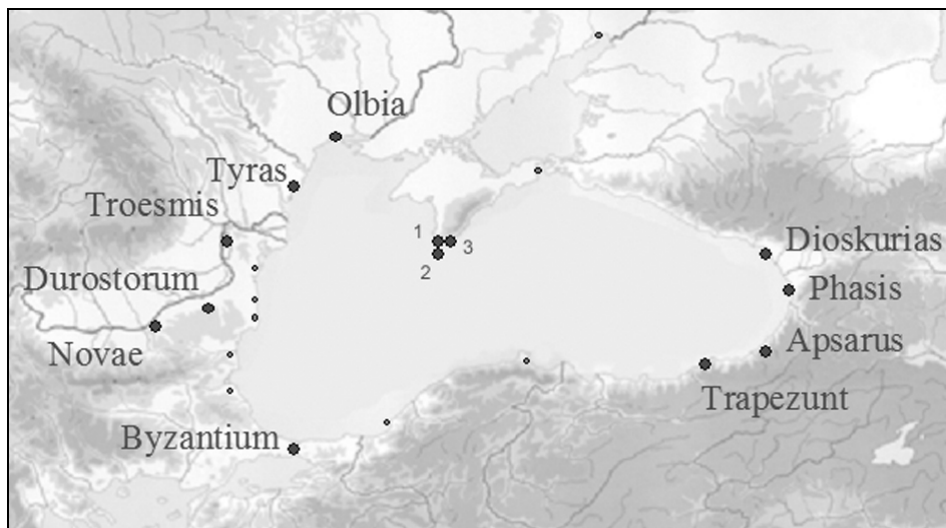 Olbia
Tyras
Troesmis
1
3
2
Dioskurias
Durostorum
Phasis
Novae
Apsarus
Trapezunt
Byzantium